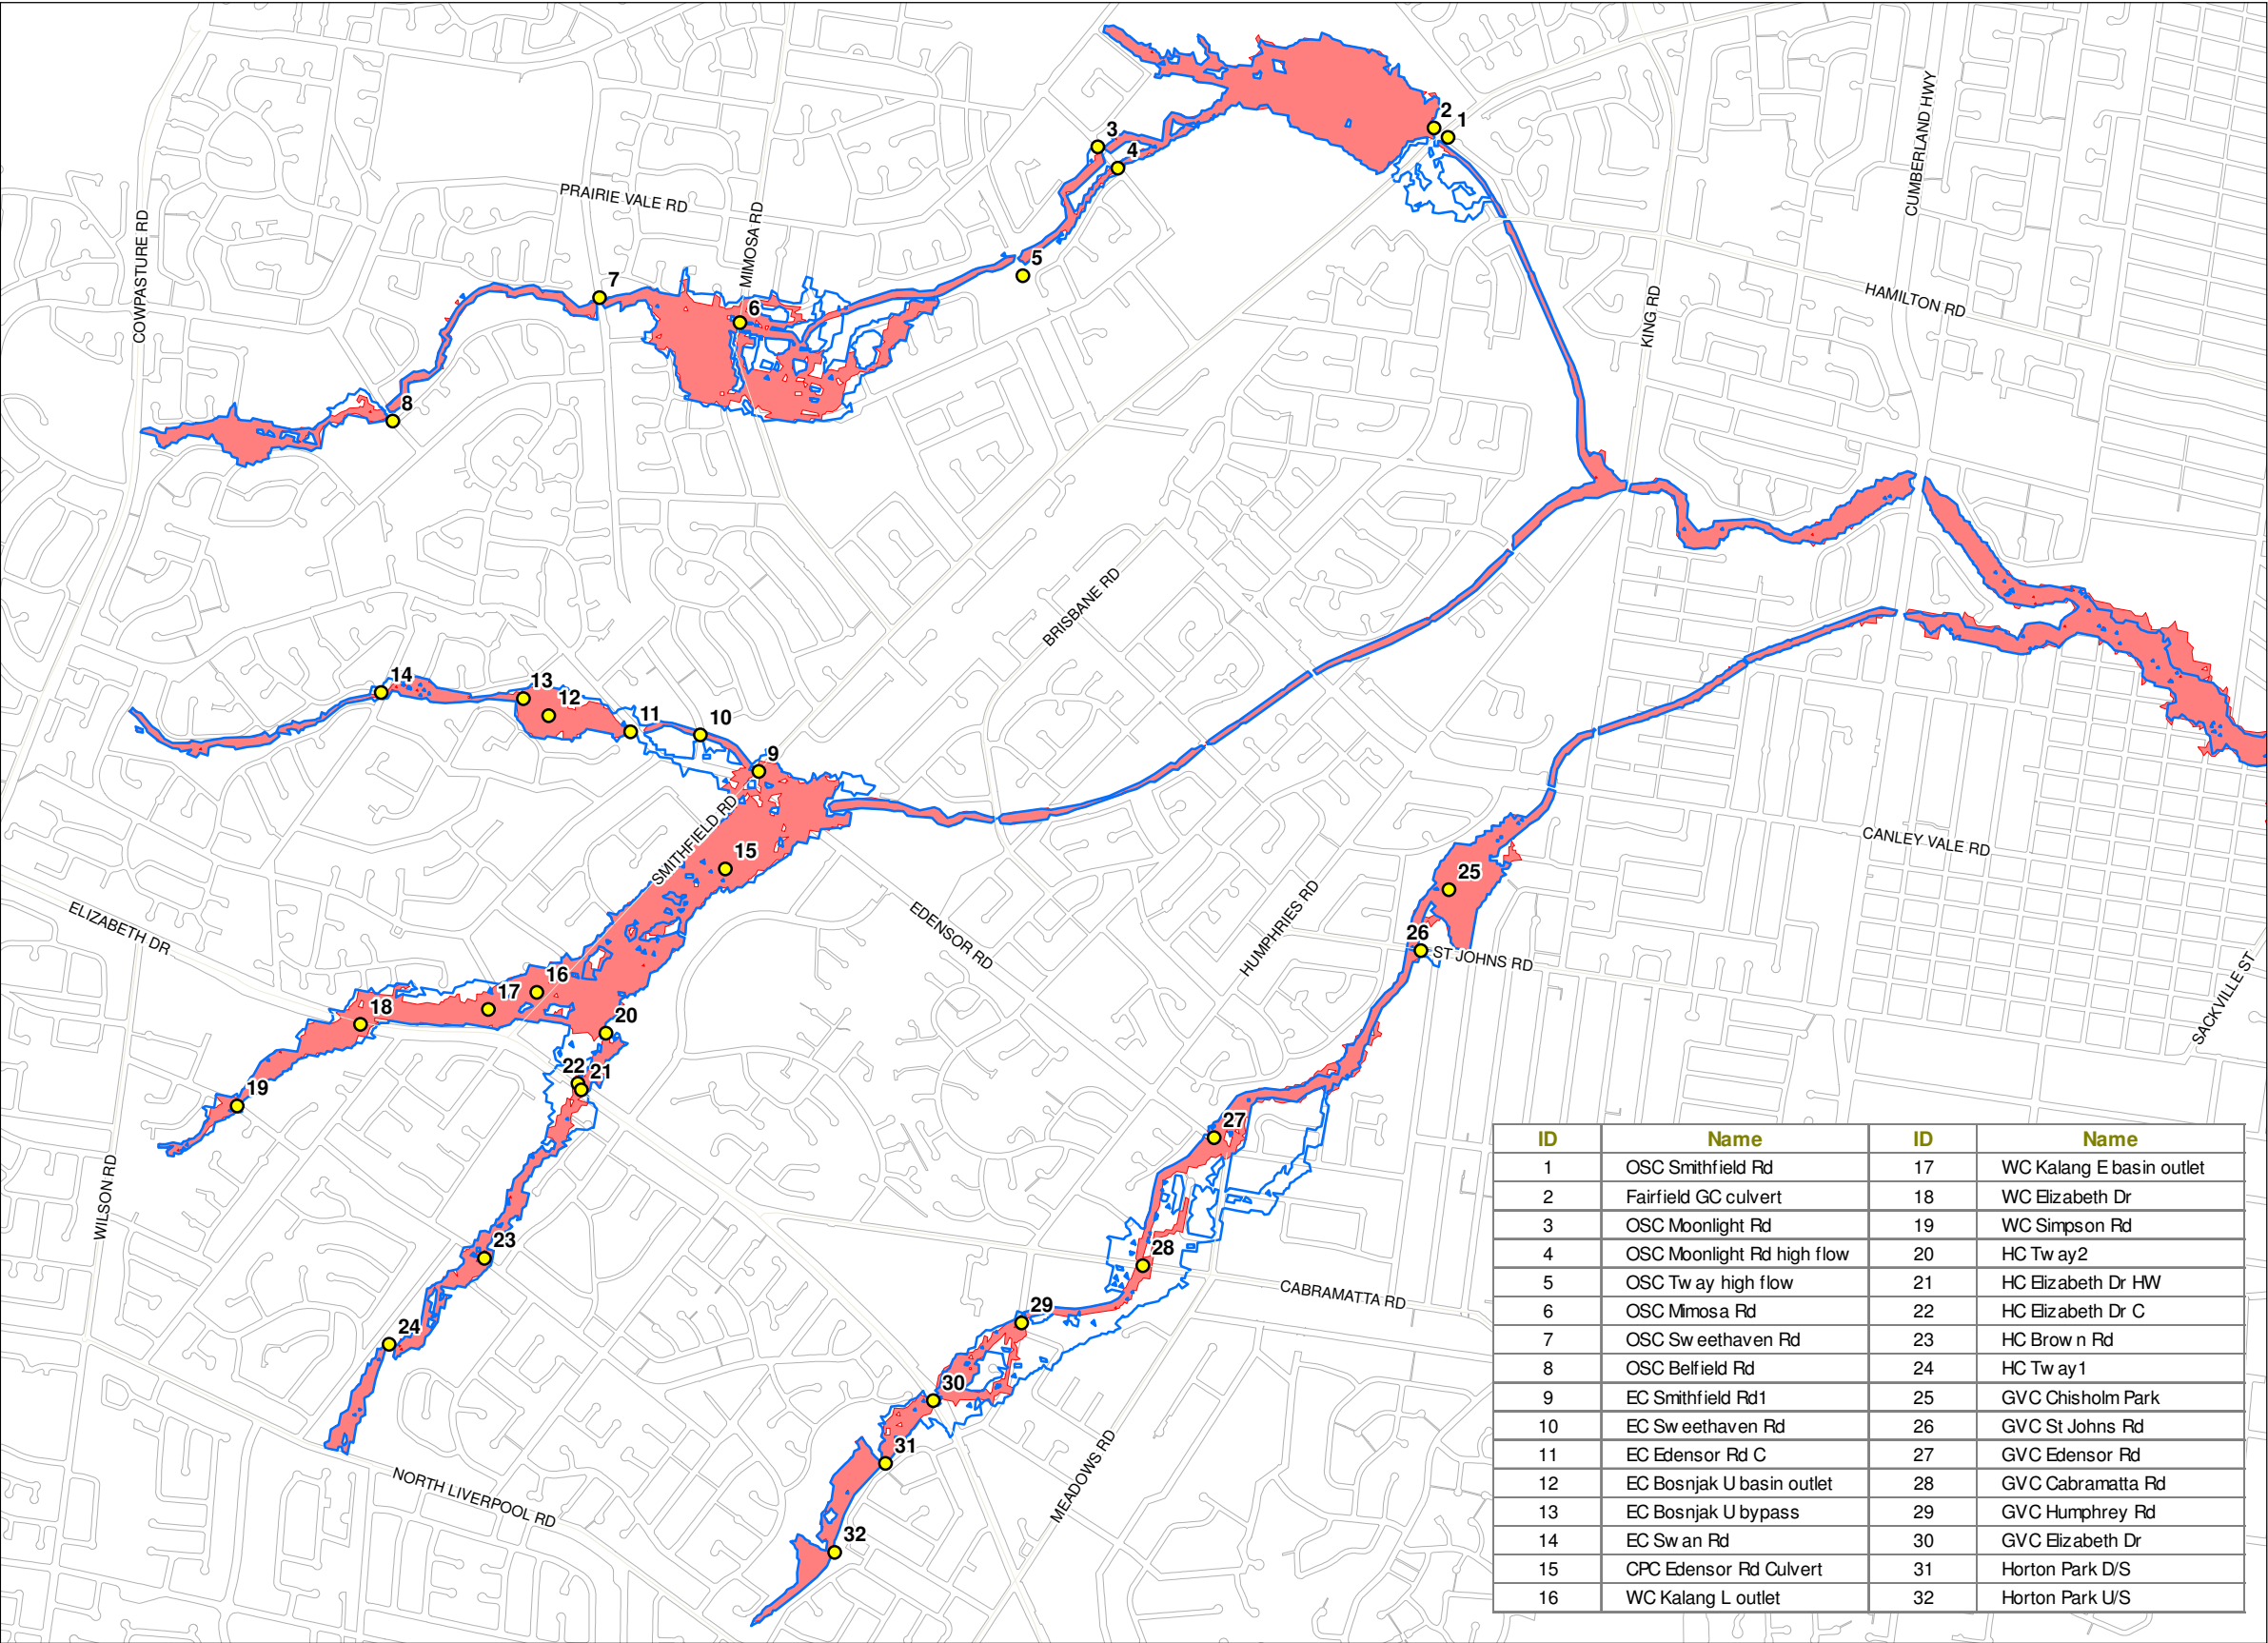 2
1
3
4
CUMBERLAND HWY
PRAIRIE VALE RD
COWPASTURE RD
MIMOSA RD
5
7
6
KING RD
HAMILTON RD
8
BRISBANE RD
14
13
12
11
10
9
SMITHFIELD RD
15
CANLEY VALE RD
25
ELIZABETH DR
EDENSOR RD
HUMPHRIES RD
26
ST JOHNS RD
SACKVILLE ST
16
17
18
20
22
21
19
27
WILSON RD
23
28
CABRAMATTA RD
29
24
30
31
MEADOWS RD
NORTH LIVERPOOL RD
32
ID Name ID Name
1 OSC Smithfield Rd 17 WC Kalang E basin outlet
2 Fairfield GC culvert 18 WC Elizabeth Dr
3 OSC Moonlight Rd 19 WC Simpson Rd
4 OSC Moonlight Rd high flow 20 HC Tway2
5 OSC Tway high flow 21 HC Elizabeth Dr HW
6 OSC Mimosa Rd 22 HC Elizabeth Dr C
7 OSC Sweethaven Rd 23 HC Brown Rd
8 OSC Belfield Rd 24 HC Tway1
9 EC Smithfield Rd1 25 GVC Chisholm Park
10 EC Sweethaven Rd 26 GVC St Johns Rd
11 EC Edensor Rd C 27 GVC Edensor Rd
12 EC Bosnjak U basin outlet 28 GVC Cabramatta Rd
13 EC Bosnjak U bypass 29 GVC Humphrey Rd
14 EC Swan Rd 30 GVC Elizabeth Dr
15 CPC Edensor Rd Culvert 31 Horton Park D/S
16 WC Kalang L outlet 32 Horton Park U/S